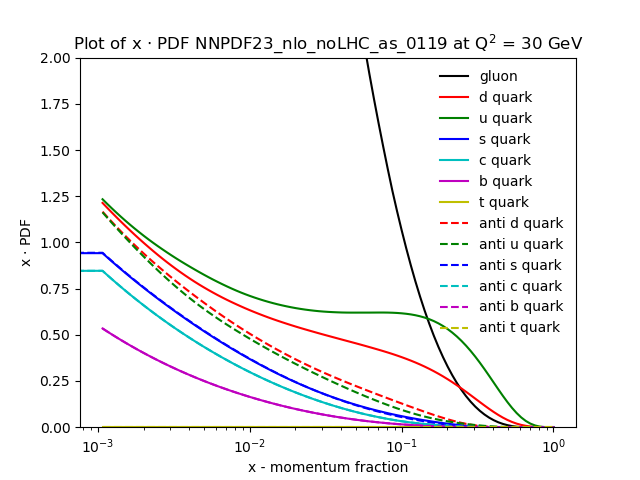 Plot of x · PDF NNPDF23_nlo_noLHC_as_0119 at Q² = 30 GeV
2.00
1.75
1.50
1.25
1.00
0.75
0.50
0.25
0.00
x · PDF
gluon
d quark
u quark
s quark
c quark
b quark
t quark
anti d quark
anti u quark
anti s quark
anti c quark
anti b quark
anti t quark
10⁻³ 10⁻² 10⁻¹ 10⁰
x - momentum fraction